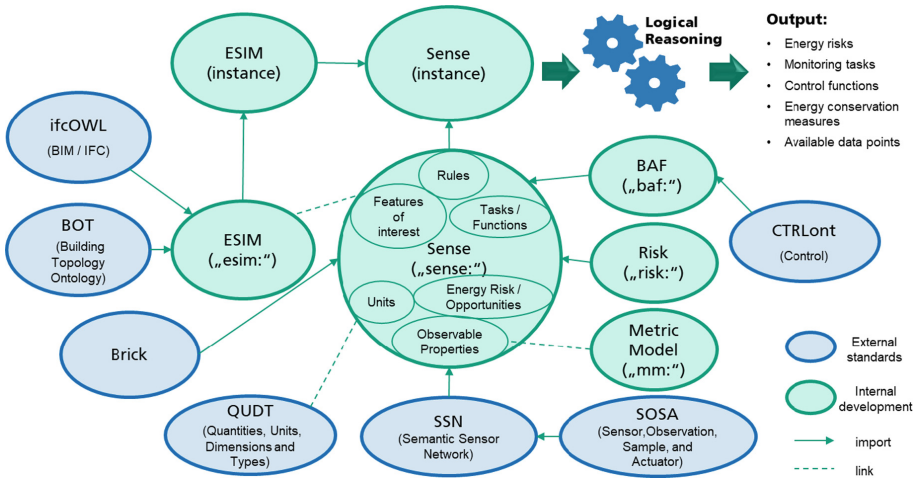 ESIM
(instance)
Sense
(instance)
Logical
Reasoning
Output:
• Energy risks
• Monitoring tasks
• Control functions
• Energy conservation
measures
• Available data points
ifcOWL
(BIM / IFC)
BOT
(Building
Topology
Ontology)
ESIM
(„esim:“)
Brick
Rules
Features
of
interest
Tasks /
Functions
Sense
(„sense:“)
Energy Risk /
Opportunities
Units
Observable
Properties
BAF
(„baf:“)
Risk
(„risk:“)
Metric
Model
(„mm:“)
CTRLont
(Control)
QUDT
(Quantities, Units,
Dimensions and
Types)
SSN
(Semantic Sensor
Network)
SOSA
(Sensor,Observation,
Sample, and
Actuator)
External
standards
Internal
development
import
link